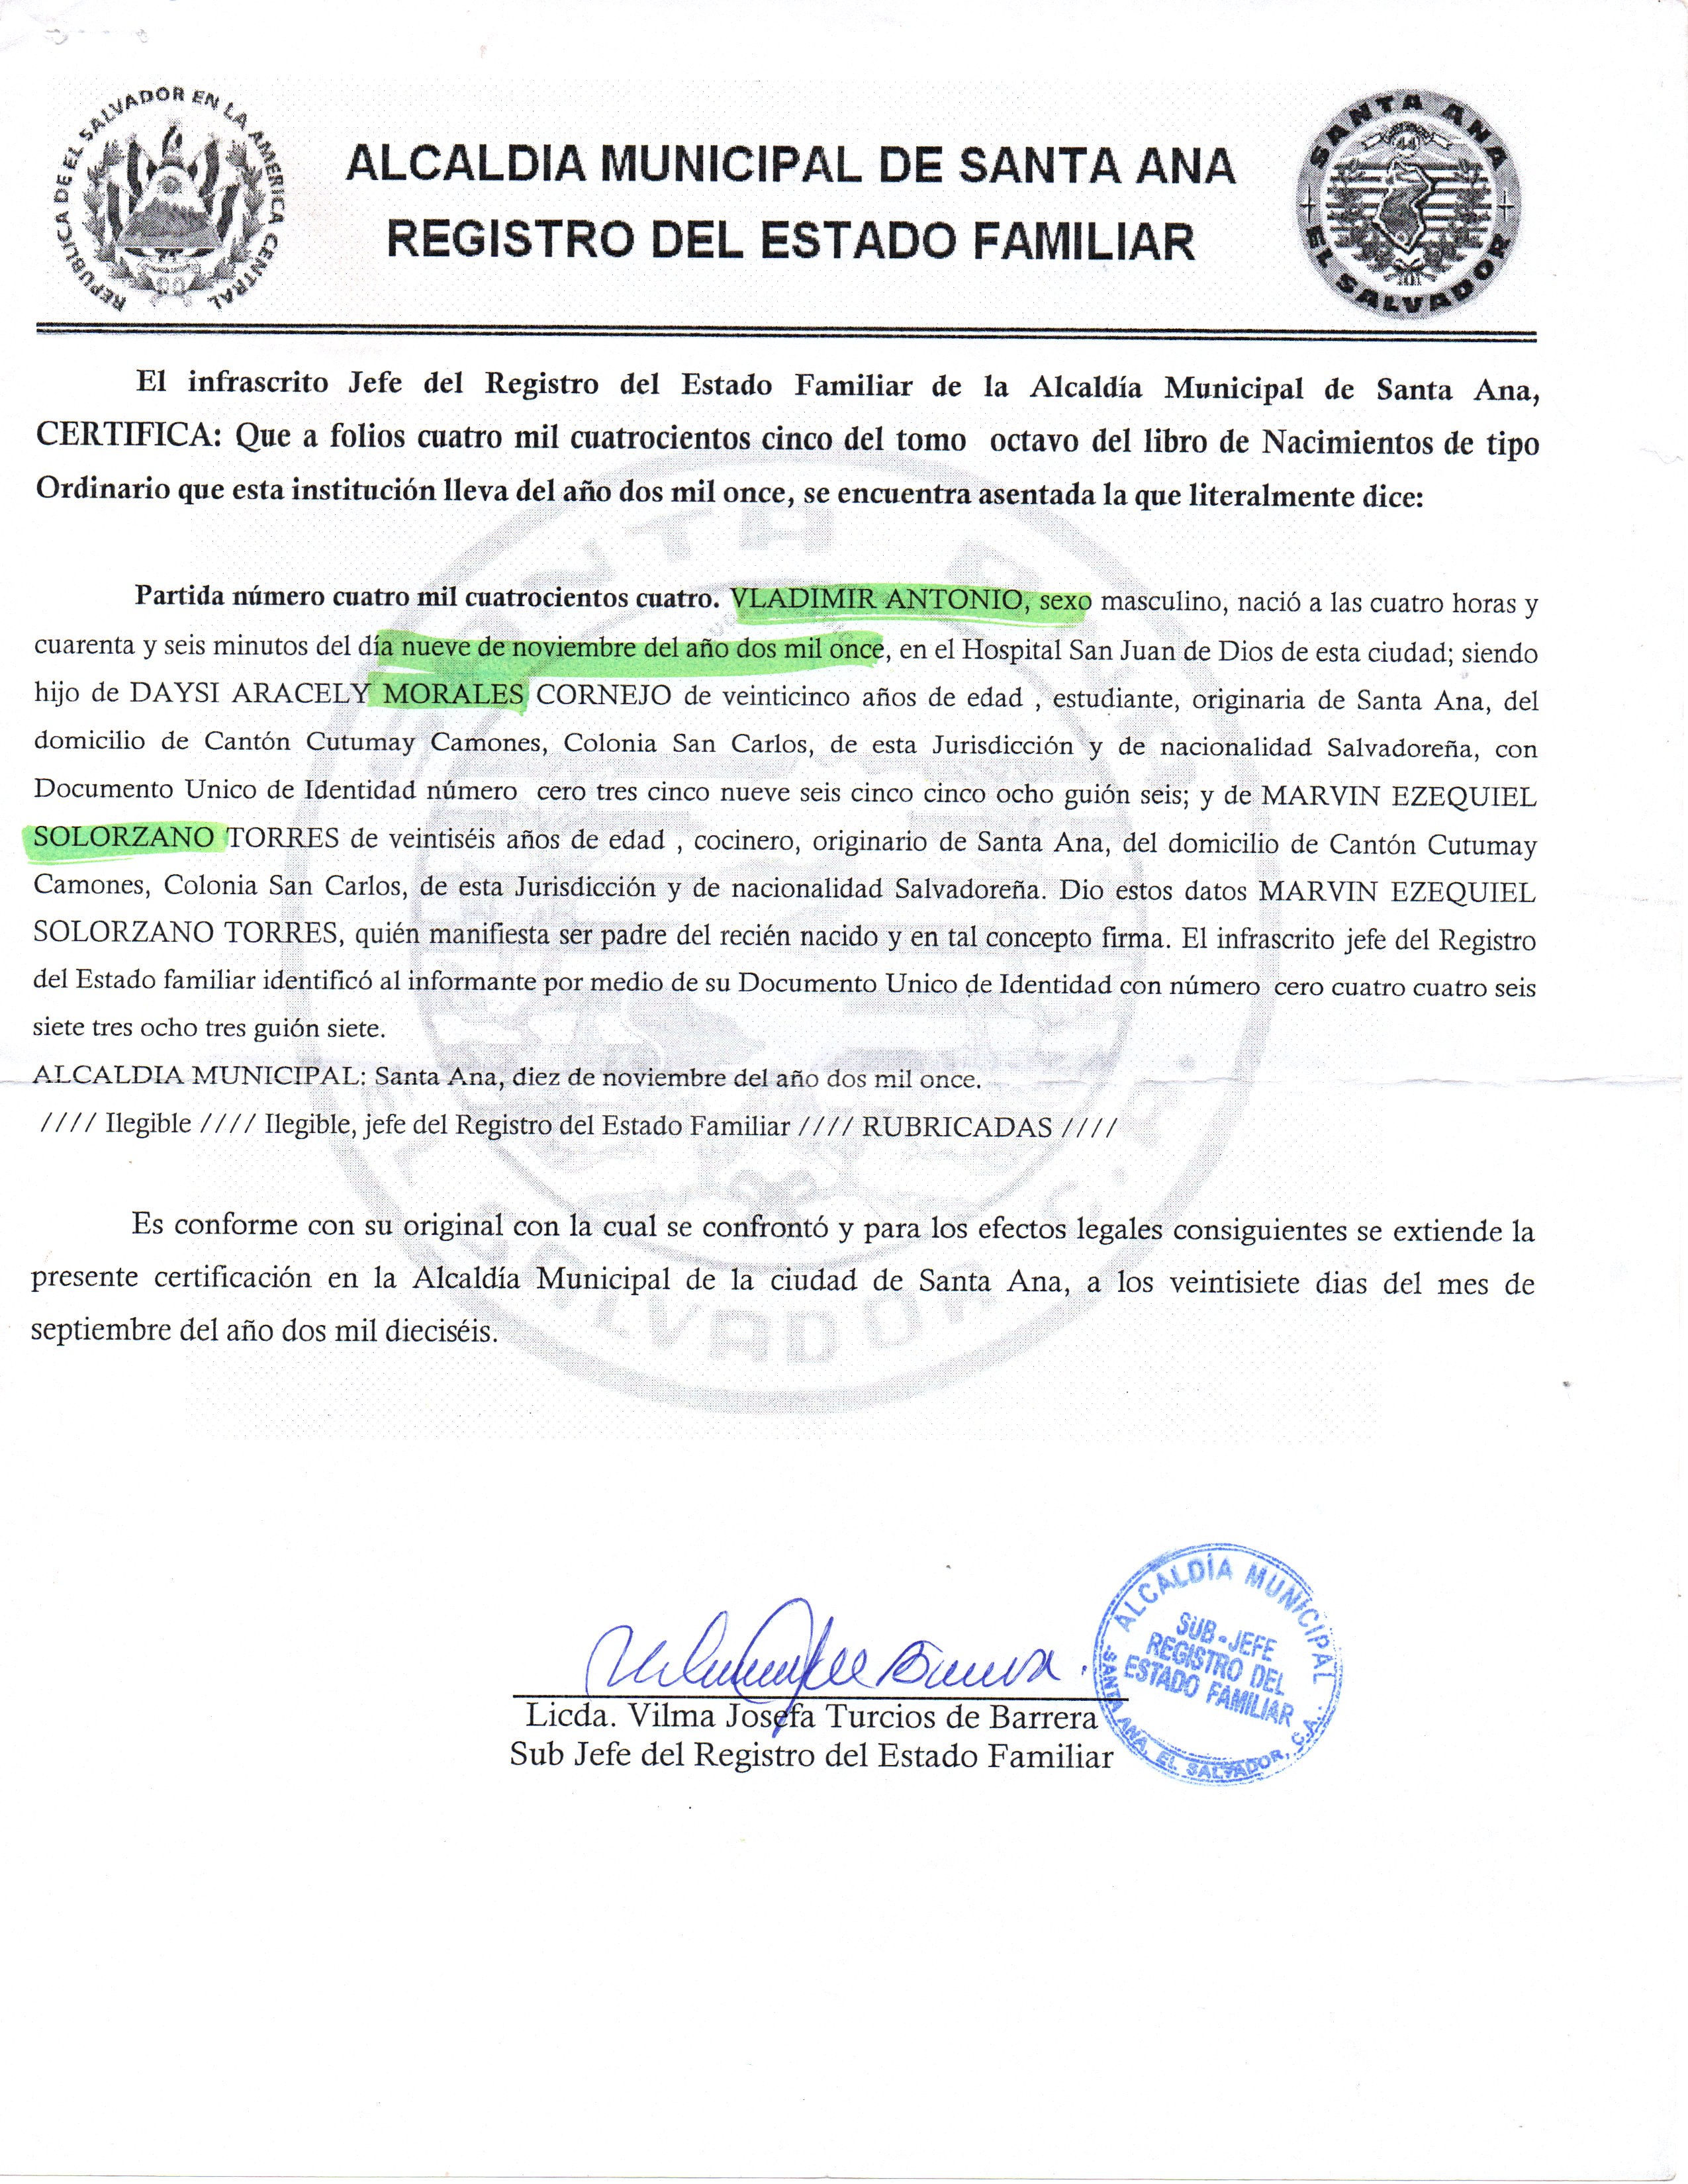 REPUBLICA DE EL SALVADOR EN LA AMERICA CENTRAL
ALCALDIA MUNICIPAL DE SANTA ANA
REGISTRO DEL ESTADO FAMILIAR
SANTA ANA
44
EL SALVADOR
El infrascrito Jefe del Registro del Estado Familiar de la Alcaldía Municipal de Santa Ana,
CERTIFICA: Que a folios cuatro mil cuatrocientos cinco del tomo octavo del libro de Nacimientos de tipo
Ordinario que esta institución lleva del año dos mil once, se encuentra asentada la que literalmente dice:
Partida número cuatro mil cuatrocientos cuatro. VLADIMIR ANTONIO, sexo masculino, nació a las cuatro horas y
cuarenta y seis minutos del día nueve de noviembre del año dos mil once, en el Hospital San Juan de Dios de esta ciudad; siendo
hijo de DAYSI ARACELY MORALES CORNEJO de veinticinco años de edad , estudiante, originaria de Santa Ana, del
domicilio de Cantón Cutumay Camones, Colonia San Carlos, de esta Jurisdicción y de nacionalidad Salvadoreña, con
Documento Unico de Identidad número cero tres cinco nueve seis cinco cinco ocho guión seis; y de MARVIN EZEQUIEL
SOLORZANO TORRES de veintiséis años de edad , cocinero, originario de Santa Ana, del domicilio de Cantón Cutumay
Camones, Colonia San Carlos, de esta Jurisdicción y de nacionalidad Salvadoreña. Dio estos datos MARVIN EZEQUIEL
SOLORZANO TORRES, quién manifiesta ser padre del recién nacido y en tal concepto firma. El infrascrito jefe del Registro
del Estado familiar identificó al informante por medio de su Documento Unico de Identidad con número cero cuatro cuatro seis
siete tres ocho tres guión siete.
ALCALDIA MUNICIPAL: Santa Ana, diez de noviembre del año dos mil once.
//// Ilegible //// Ilegible, jefe del Registro del Estado Familiar //// RUBRICADAS ////
Es conforme con su original con la cual se confrontó y para los efectos legales consiguientes se extiende la
presente certificación en la Alcaldía Municipal de la ciudad de Santa Ana, a los veintisiete dias del mes de
septiembre del año dos mil dieciséis.
ALCALDÍA MUNICIPAL
SUB-JEFE
REGISTRO DEL
ESTADO FAMILIAR
SANTA ANA, EL SALVADOR, C.A.
Licda. Vilma Josefa Turcios de Barrera
Sub Jefe del Registro del Estado Familiar